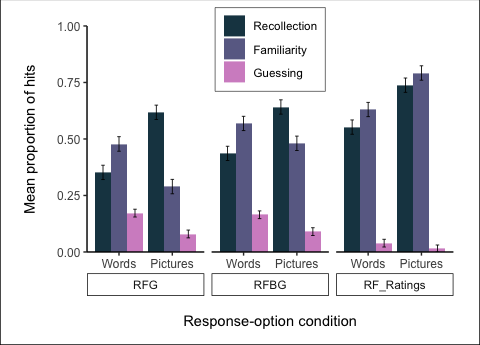 Recollection
Familiarity
Guessing
Mean proportion of hits
1.00
0.75
0.50
0.25
0.00
Words Pictures Words Pictures Words Pictures
RFG RFBG RF_Ratings
Response-option condition